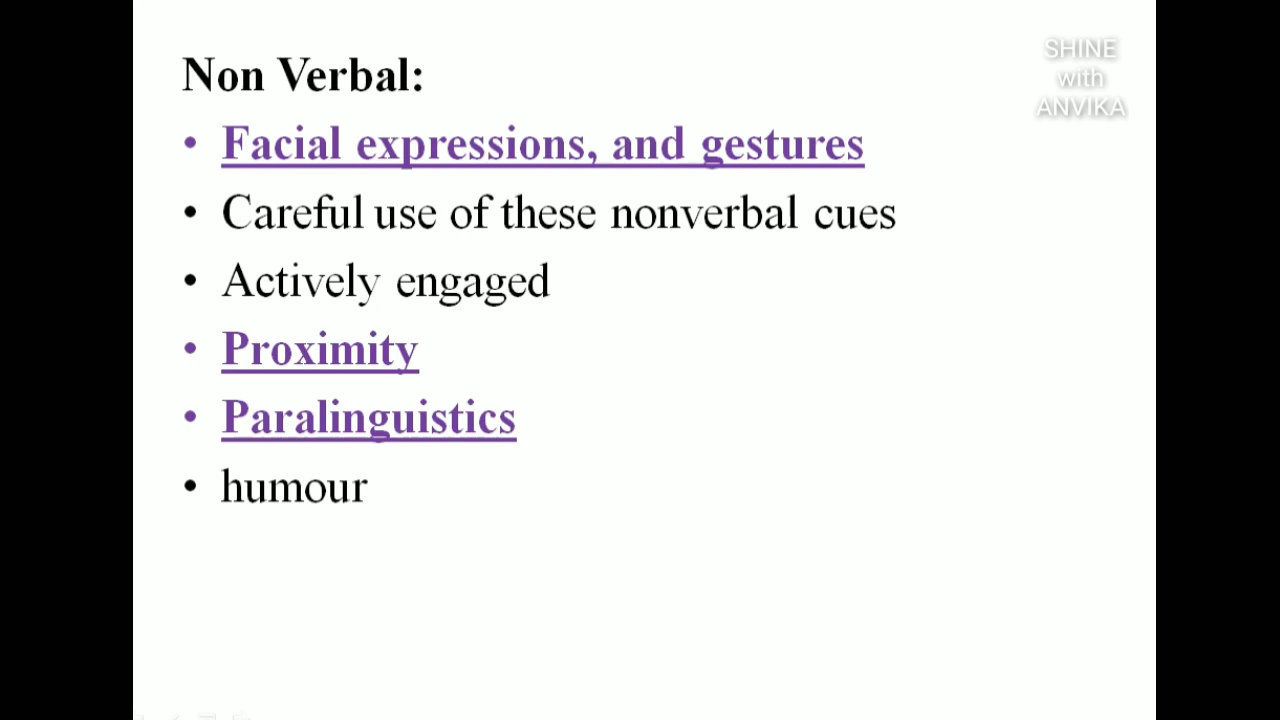 Non Verbal:
• Facial expressions, and gestures
• Careful use of these nonverbal cues
• Actively engaged
• Proximity
• Paralinguistics
• humour
SHINE
with
ANVIKA